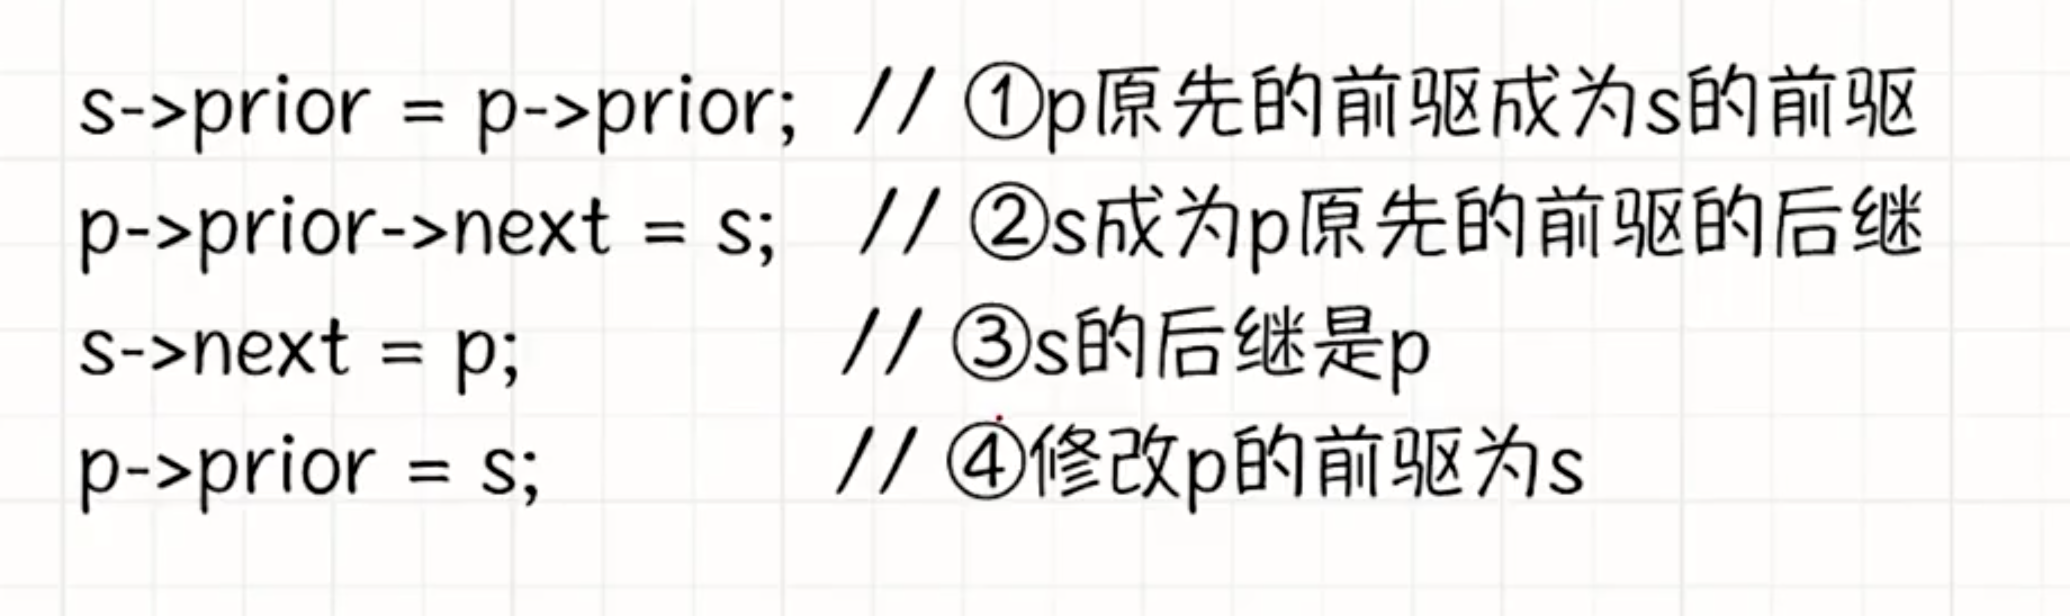 s->prior = p->prior; // ①p原先的前驱成为s的前驱
p->prior->next = s; // ②s成为p原先的前驱的后继
s->next = p; // ③s的后继是p
p->prior = s; // ④修改p的前驱为s